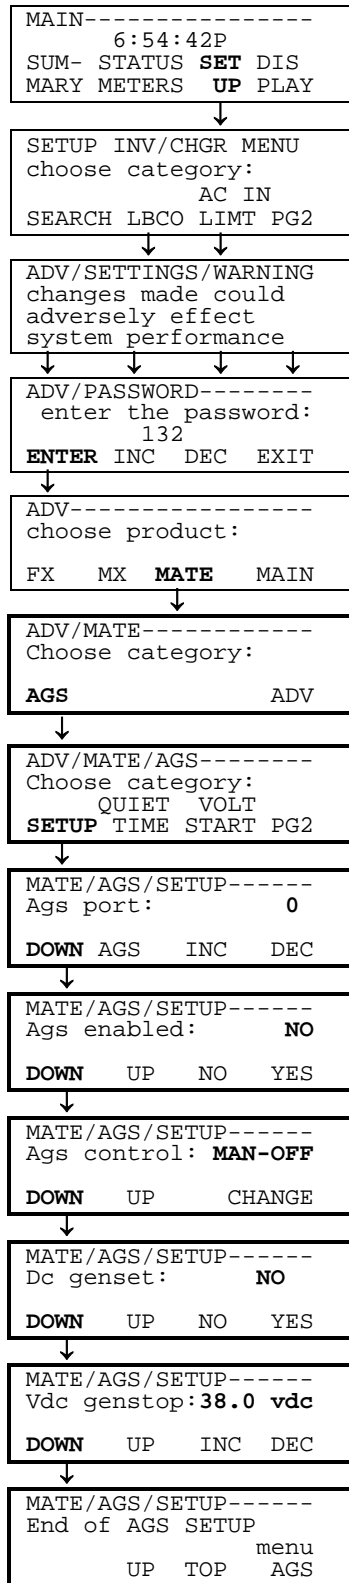 MAIN-----------------
6:54:42P
SUM- STATUS SET DIS
MARY METERS UP PLAY
SETUP INV/CHGR MENU
choose category:
AC IN
SEARCH LBCO LIMT PG2
ADV/SETTINGS/WARNING
changes made could
adversely effect
system performance
ADV/PASSWORD--------
enter the password:
132
ENTER INC DEC EXIT
ADV-----------------
choose product:
FX MX MATE MAIN
ADV/MATE------------
Choose category:
AGS ADV
ADV/MATE/AGS--------
Choose category:
QUIET VOLT
SETUP TIME START PG2
MATE/AGS/SETUP------
Ags port: 0
DOWN AGS INC DEC
MATE/AGS/SETUP------
Ags enabled: NO
DOWN UP NO YES
MATE/AGS/SETUP------
Ags control: MAN-OFF
DOWN UP CHANGE
MATE/AGS/SETUP------
Dc genset: NO
DOWN UP NO YES
MATE/AGS/SETUP------
Vdc genstop:38.0 vdc
DOWN UP INC DEC
MATE/AGS/SETUP------
End of AGS SETUP
menu
UP TOP AGS